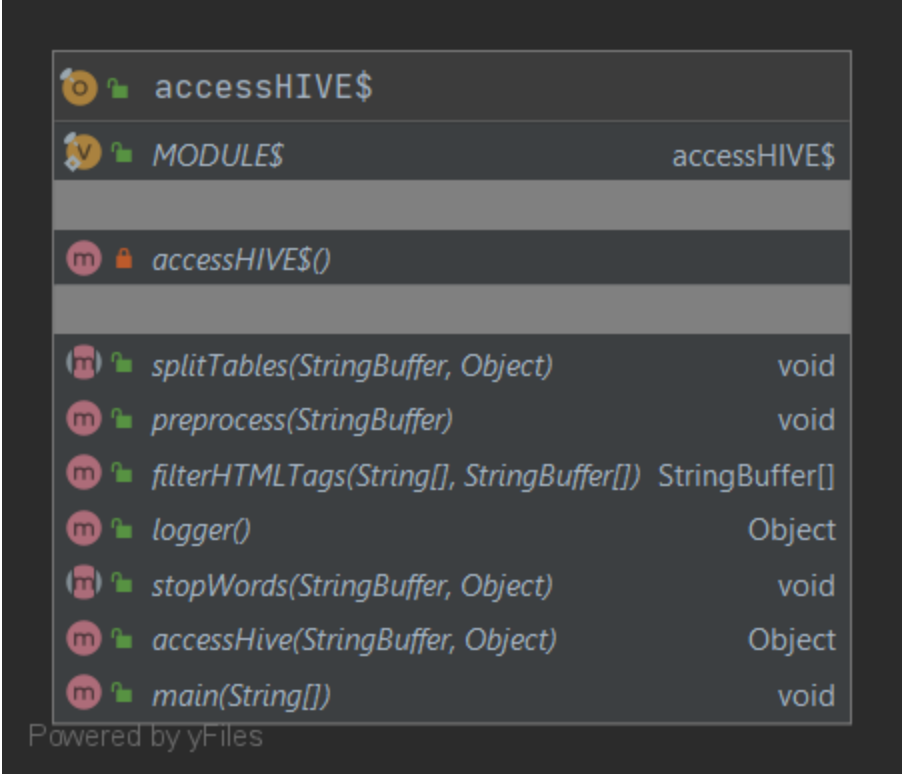 accessHIVE$
MODULE$ accessHIVE$
accessHIVE$()
splitTables(StringBuffer, Object) void
preprocess(StringBuffer) void
filterHTMLTags(String[], StringBuffer[]) StringBuffer[]
logger() Object
stopWords(StringBuffer, Object) void
accessHive(StringBuffer, Object) Object
main(String[]) void
Powered by yFiles